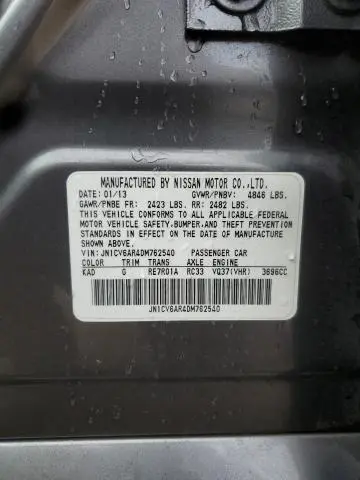 MANUFACTURED BY NISSAN MOTOR CO.,LTD.
DATE: 01/13 GVWR/PNBV: 4846 LBS.
GAWR/PNBE FR: 2423 LBS. RR: 2482 LBS.
THIS VEHICLE CONFORMS TO ALL APPLICABLE FEDERAL
MOTOR VEHICLE SAFETY,BUMPER,AND THEFT PREVENTION
STANDARDS IN EFFECT ON THE DATE OF MANUFACTURE
SHOWN ABOVE.
VIN: JN1CV6AR4DM762540 PASSENGER CAR
COLOR TRIM TRANS AXLE ENGINE
KAD G RE7R01A RC33 VQ37(VHR) 3696CC
JN1CV6AR4DM762540